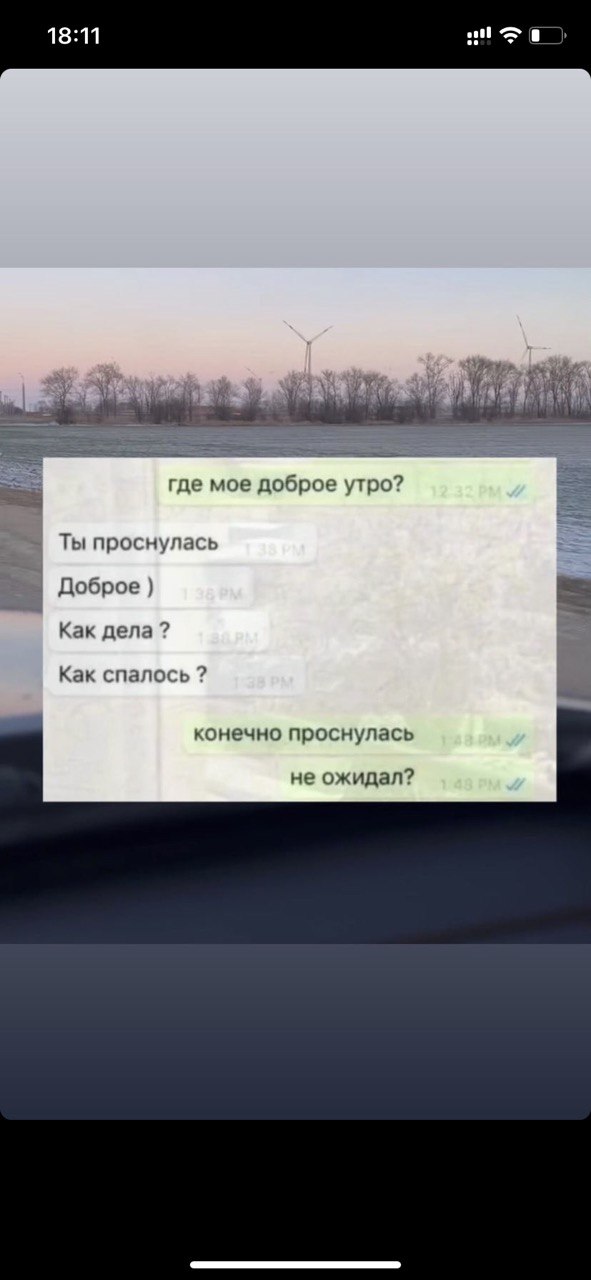 18:11
где мое доброе утро? 12:32 PM
Ты проснулась 1:38 PM
Доброе ) 1:36 PM
Как дела ? 1:38 PM
Как спалось ? 1:38 PM
конечно проснулась 1:48 PM
не ожидал? 1:48 PM